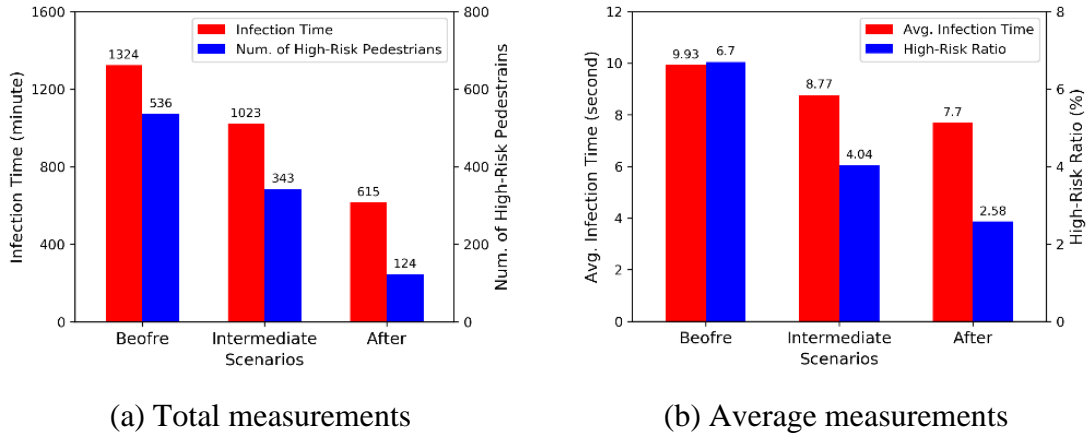 Infection Time (minute)
1600
1200
800
400
0
Infection Time
Num. of High-Risk Pedestrians
1324
536
1023
343
615
124
Beofre
Intermediate
After
Scenarios
800
600
400
200
0
Num. of High-Risk Pedestrains
(a) Total measurements
Avg. Infection Time (second)
12
10
8
6
4
2
0
Avg. Infection Time
High-Risk Ratio
9.93
6.7
8.77
4.04
7.7
2.58
Beofre
Intermediate
After
Scenarios
8
6
4
2
0
High-Risk Ratio (%)
(b) Average measurements